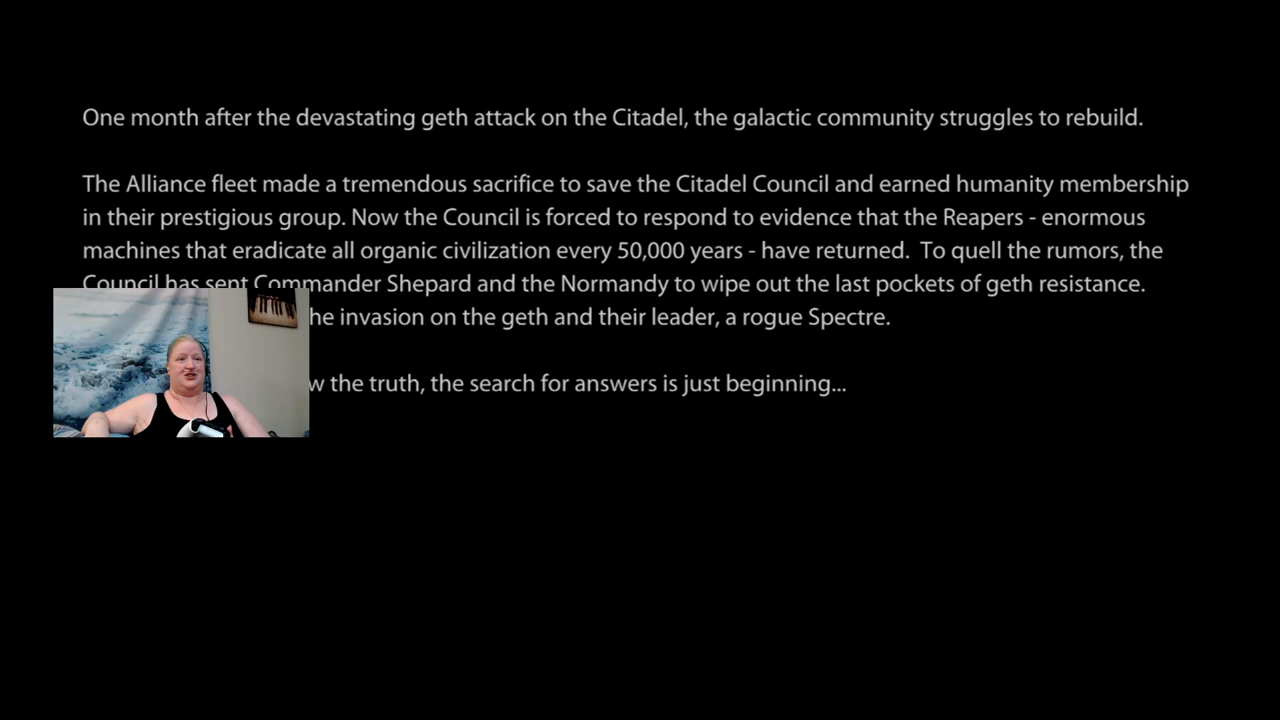 One month after the devastating geth attack on the Citadel, the galactic community struggles to rebuild.
The Alliance fleet made a tremendous sacrifice to save the Citadel Council and earned humanity membership
in their prestigious group. Now the Council is forced to respond to evidence that the Reapers - enormous
machines that eradicate all organic civilization every 50,000 years - have returned. To quell the rumors, the
Council has sent Commander Shepard and the Normandy to wipe out the last pockets of geth resistance.
he invasion on the geth and their leader, a rogue Spectre.
w the truth, the search for answers is just beginning...